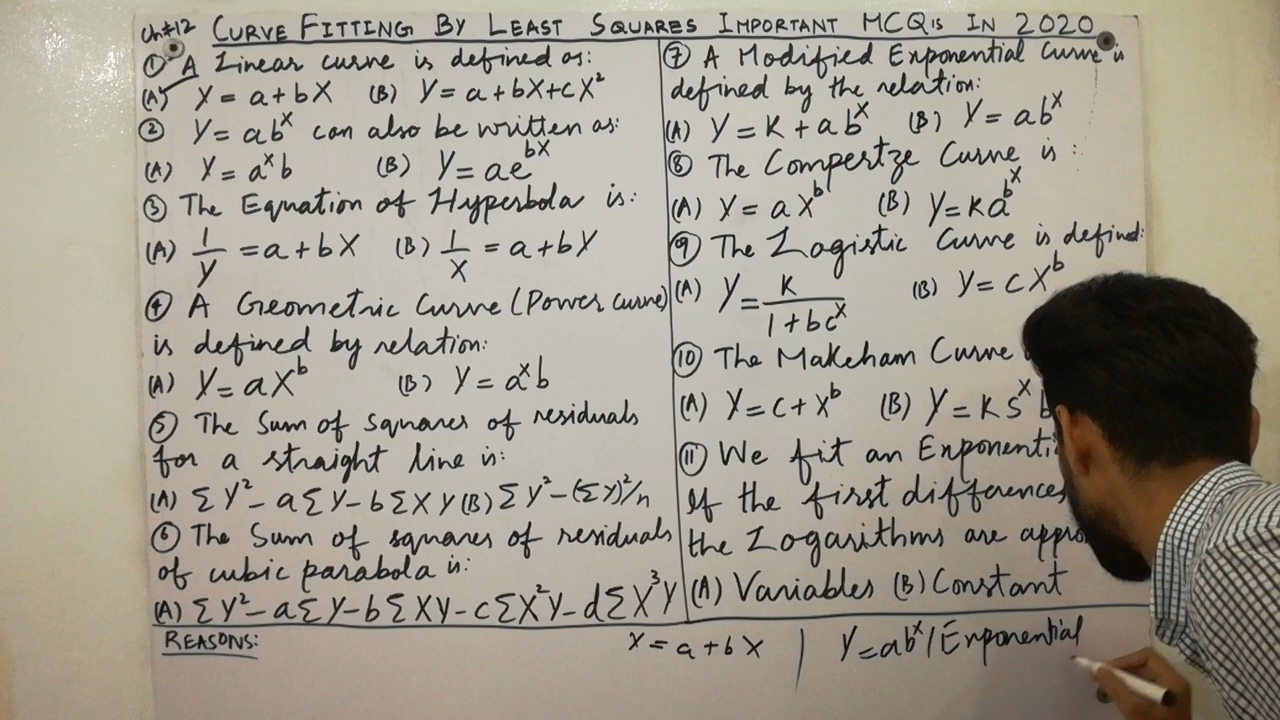 Ch#12 CURVE FITTING BY LEAST SQUARES IMPORTANT MCQ's IN 2020
① A Linear curve is defined as:
(A) Y = a + bX (B) Y = a + bX + cX²
② Y = abˣ can also be written as:
(A) Y = aˣb (B) Y = ae^bX
③ The Equation of Hyperbola is:
(A) 1/Y = a + bX (B) 1/X = a + bY
④ A Geometric Curve (Power curve)
is defined by relation:
(A) Y = aX^b (B) Y = aˣb
⑤ The Sum of squares of residuals
for a straight line is:
(A) ΣY² - aΣY - bΣXY (B) ΣY² - (ΣY)²/n
⑥ The Sum of squares of residuals
of cubic parabola is:
(A) ΣY² - aΣY - bΣXY - cΣX²Y - dΣX³Y
⑦ A Modified Exponential Curve is
defined by the relation:
(A) Y = K + abˣ (B) Y = abˣ
⑧ The Compertze Curve is:
(A) Y = aX^b (B) Y = Ka^b^X
⑨ The Logistic Curve is defined:
(A) Y = K/(1 + bcˣ) (B) Y = CX^b
⑩ The Makeham Curve
(A) Y = C + X^b (B) Y = KSˣ b
⑪ We fit an Exponenti
If the first differences
the Logarithms are appro
(A) Variables (B) Constant
REASONS:
Y = a + bX | Y = abˣ / Exponential